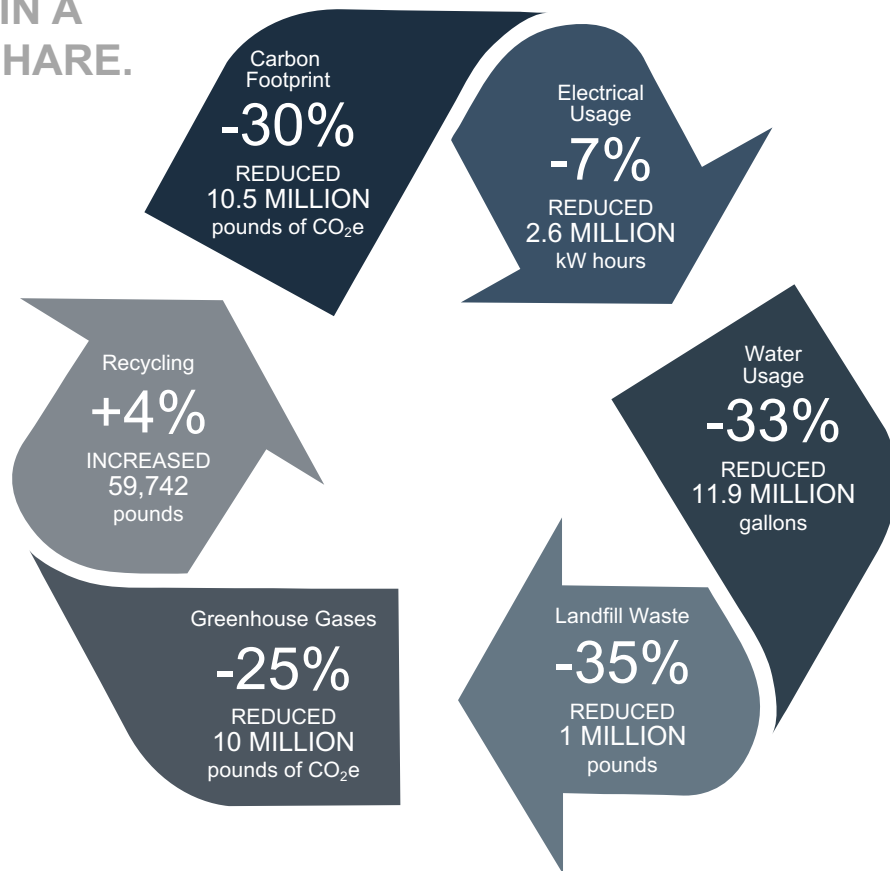 IN A
HARE.
Carbon
Footprint
-30%
REDUCED
10.5 MILLION
pounds of CO₂e
Electrical
Usage
-7%
REDUCED
2.6 MILLION
kW hours
Water
Usage
-33%
REDUCED
11.9 MILLION
gallons
Landfill Waste
-35%
REDUCED
1 MILLION
pounds
Greenhouse Gases
-25%
REDUCED
10 MILLION
pounds of CO₂e
Recycling
+4%
INCREASED
59,742
pounds